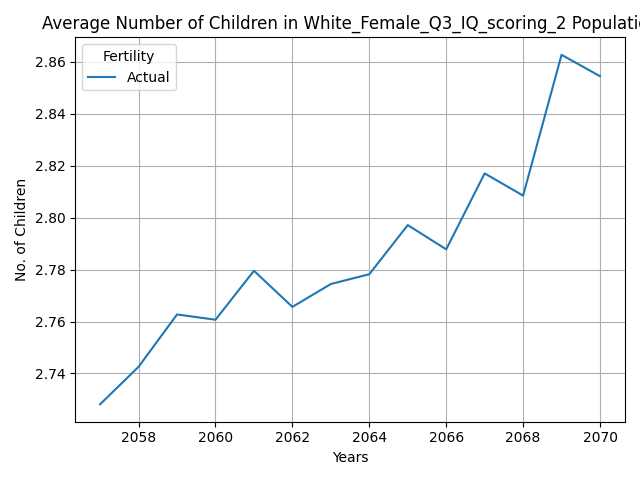 Average Number of Children in White_Female_Q3_IQ_scoring_2 Populatio
Fertility
Actual
No. of Children
2.86
2.84
2.82
2.80
2.78
2.76
2.74
2058 2060 2062 2064 2066 2068 2070
Years